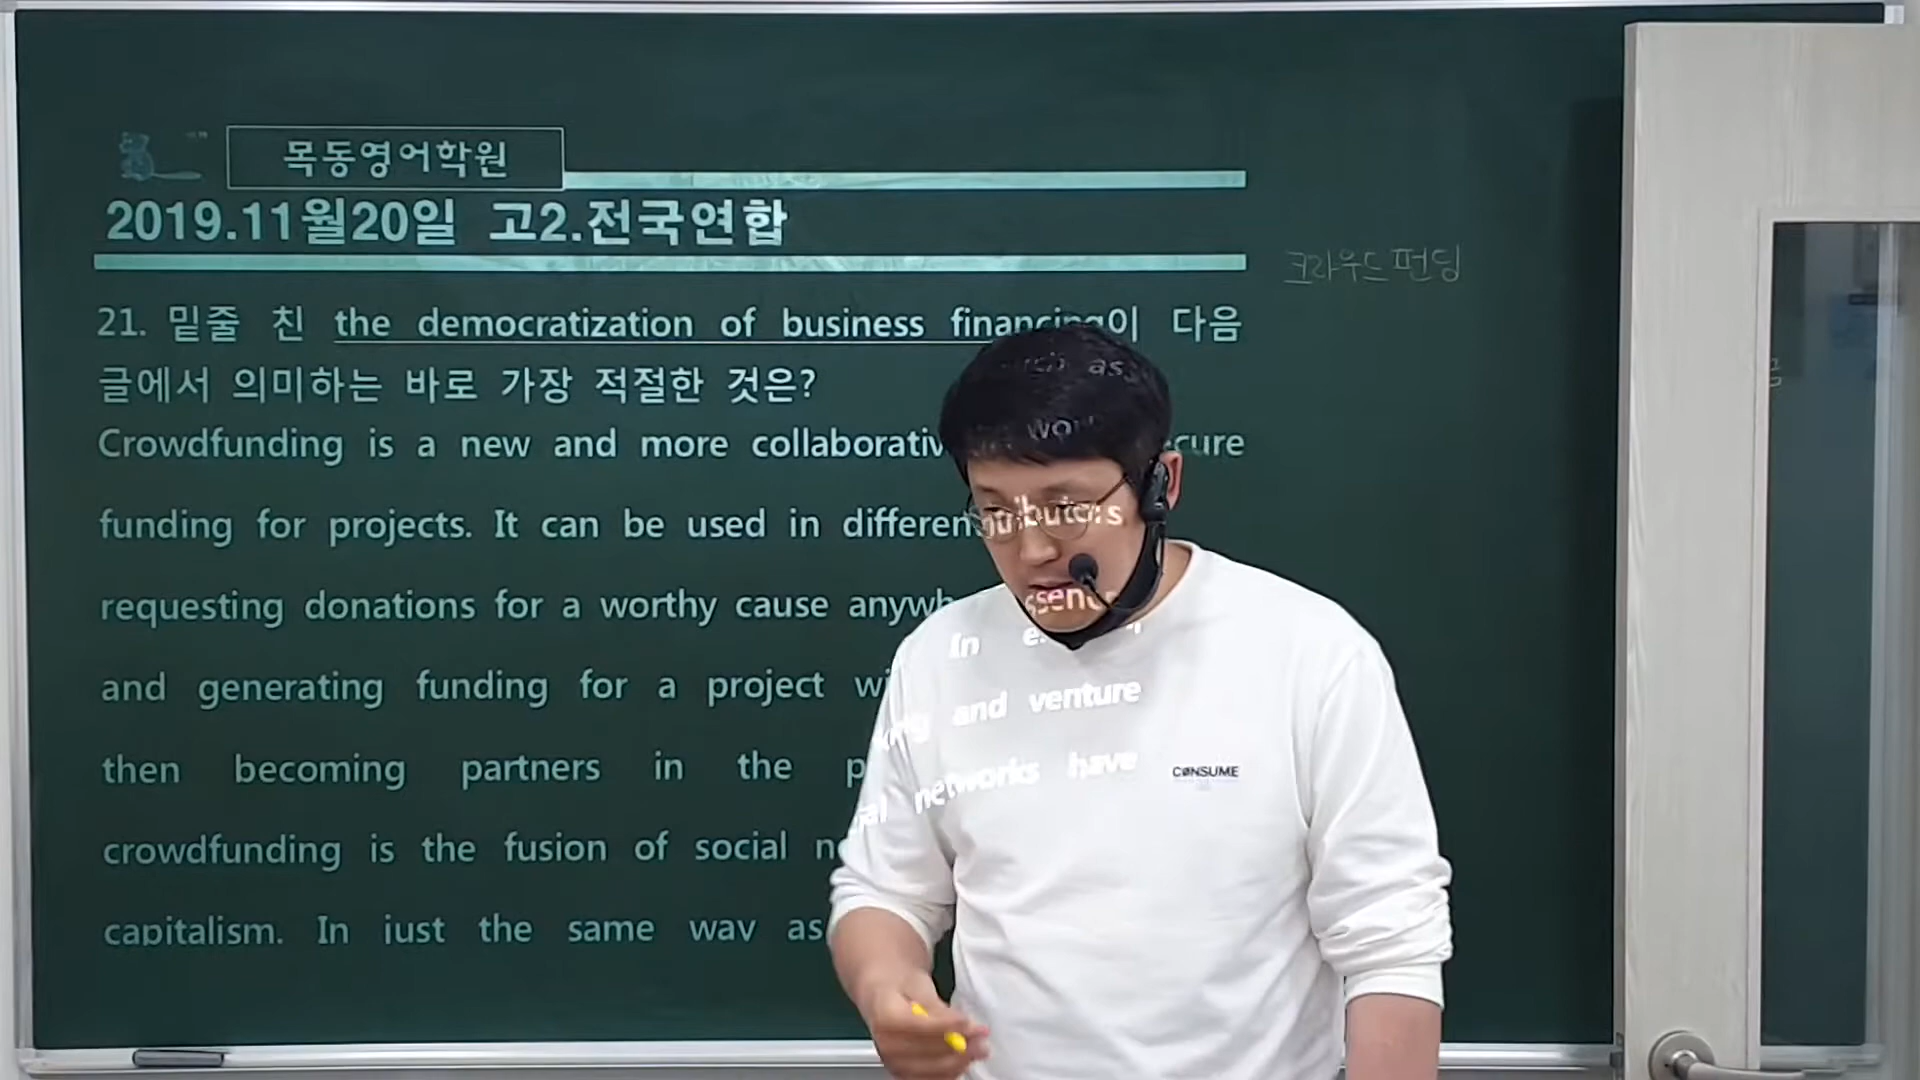 목동영어학원
2019.11월20일 고2.전국연합
크라우드 펀딩
21. 밑줄 친 the democratization of business financing이 다음
글에서 의미하는 바로 가장 적절한 것은?
Crowdfunding is a new and more
funding for projects. It can be used in
requesting donations for a worthy cause
and generating funding for a project
then becoming partners in the
crowdfunding is the fusion of social
capitalism. In just the same way as
and venture
networks have
CØNSUME